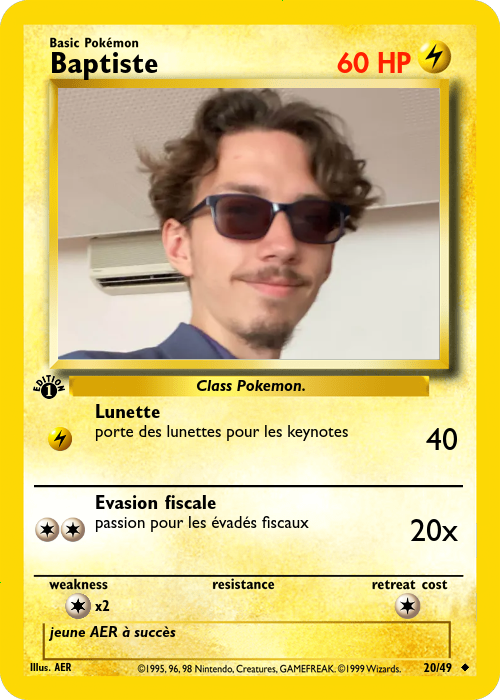 Basic Pokémon
Baptiste
60 HP
EDITION
1
Class Pokemon.
Lunette
porte des lunettes pour les keynotes
40
Evasion fiscale
passion pour les évadés fiscaux
20x
weakness resistance retreat cost
x2
jeune AER à succès
Illus. AER ©1995, 96, 98 Nintendo, Creatures, GAMEFREAK. ©1999 Wizards. 20/49